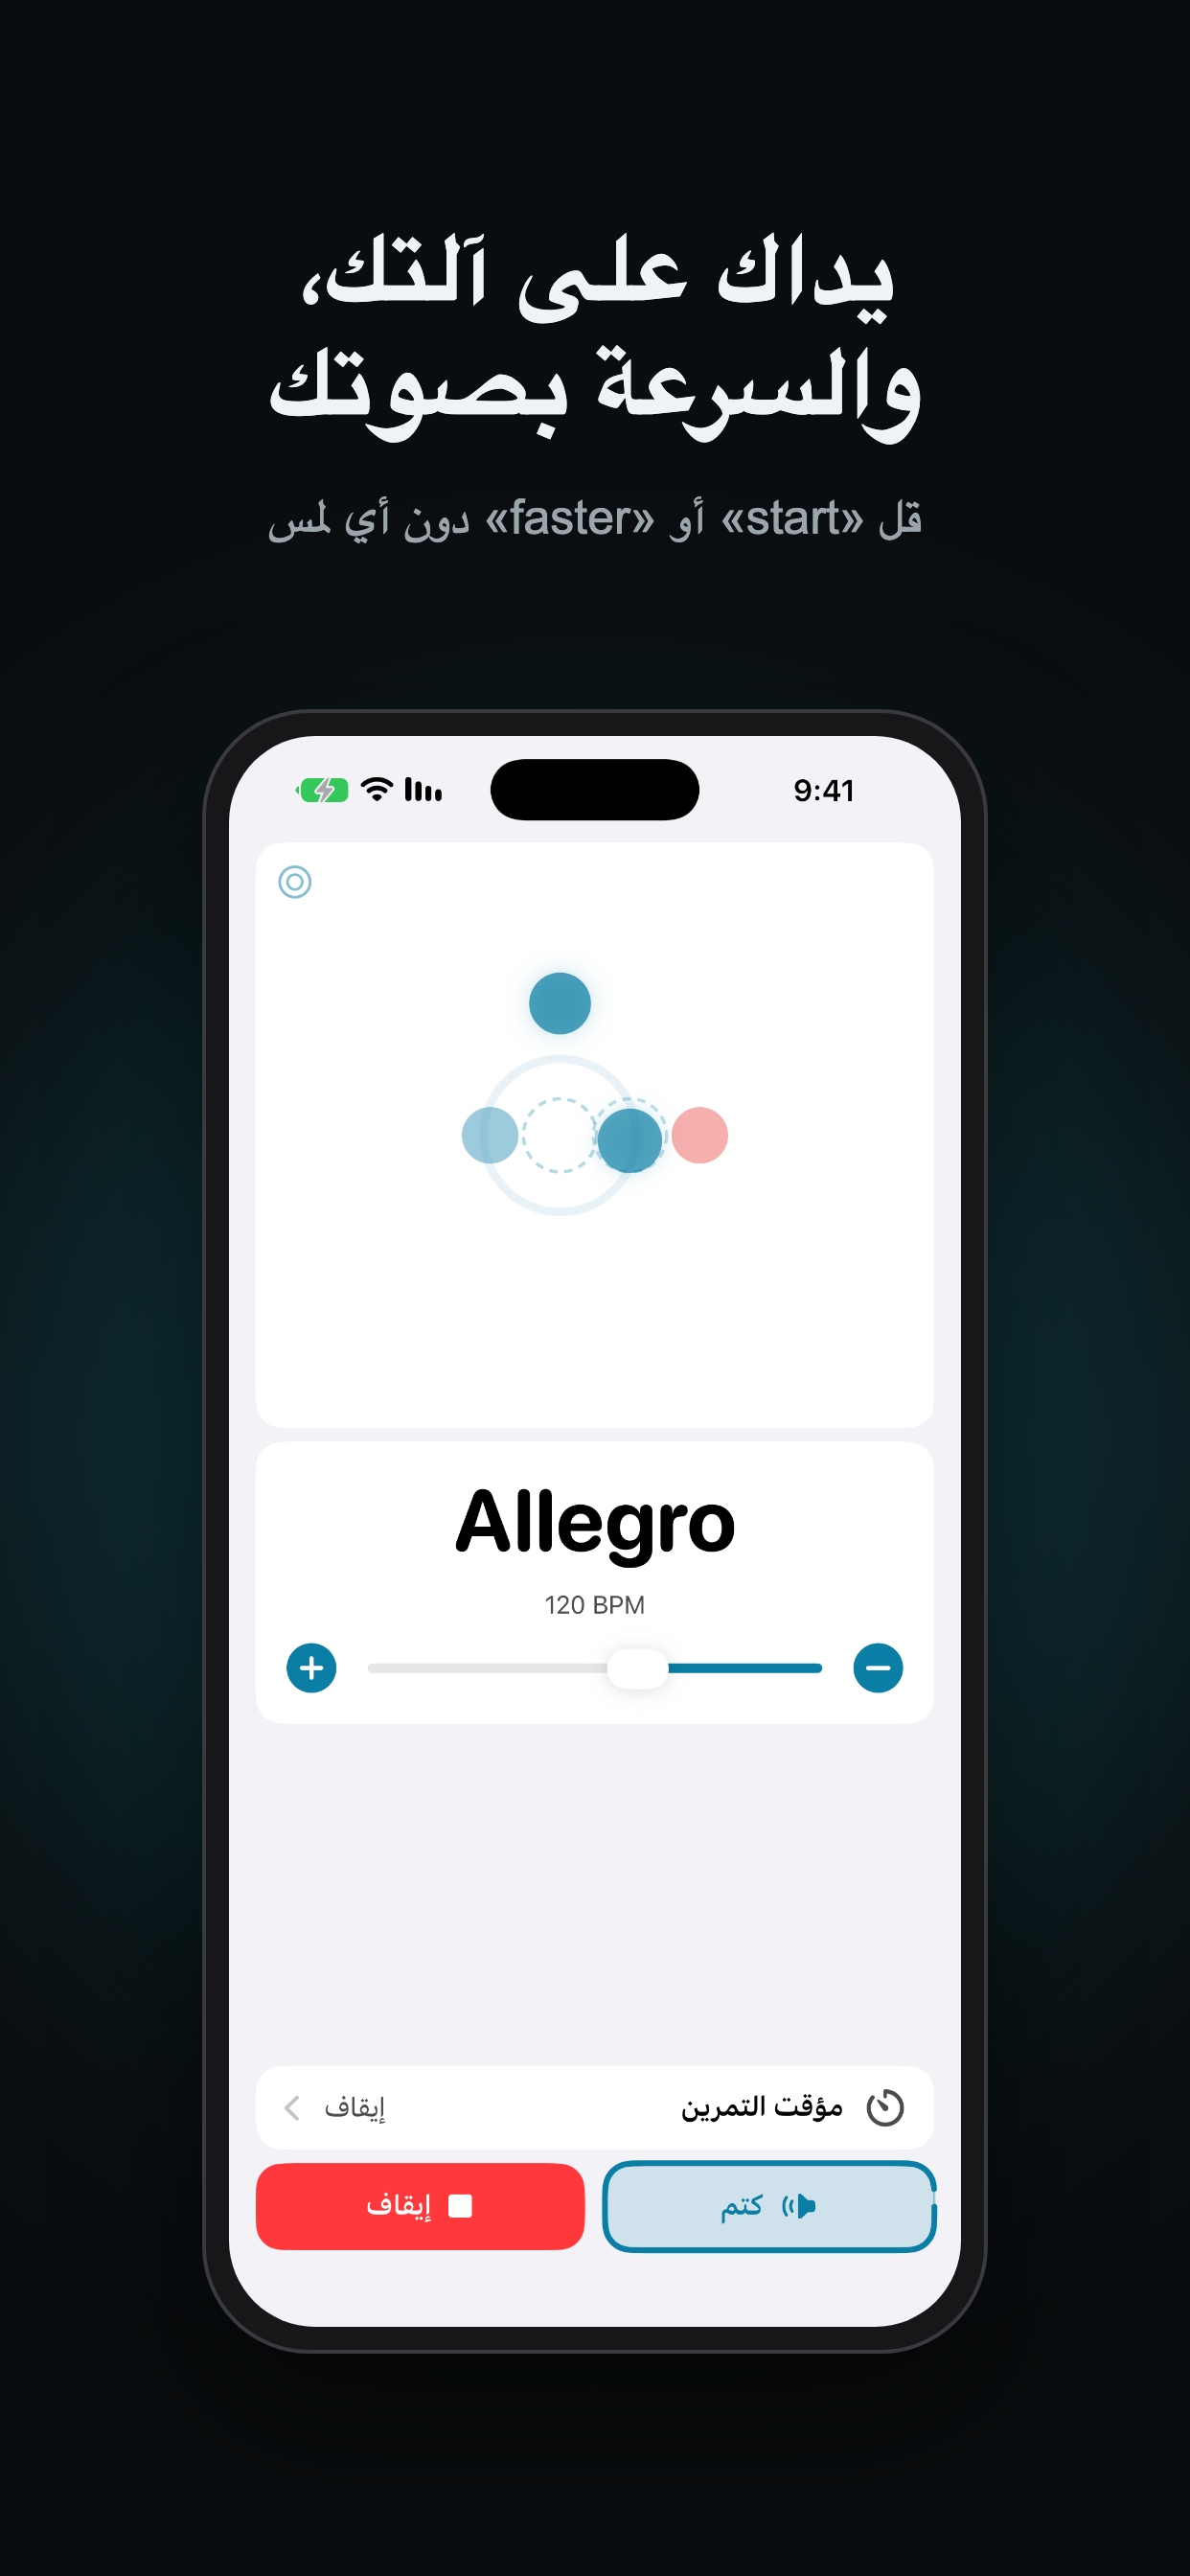 يداك على آلتك،
والسرعة بصوتك
قل «start» أو «faster» دون أي لمس
9:41
Allegro
120 BPM
مؤقت التمرين إيقاف
كتم إيقاف